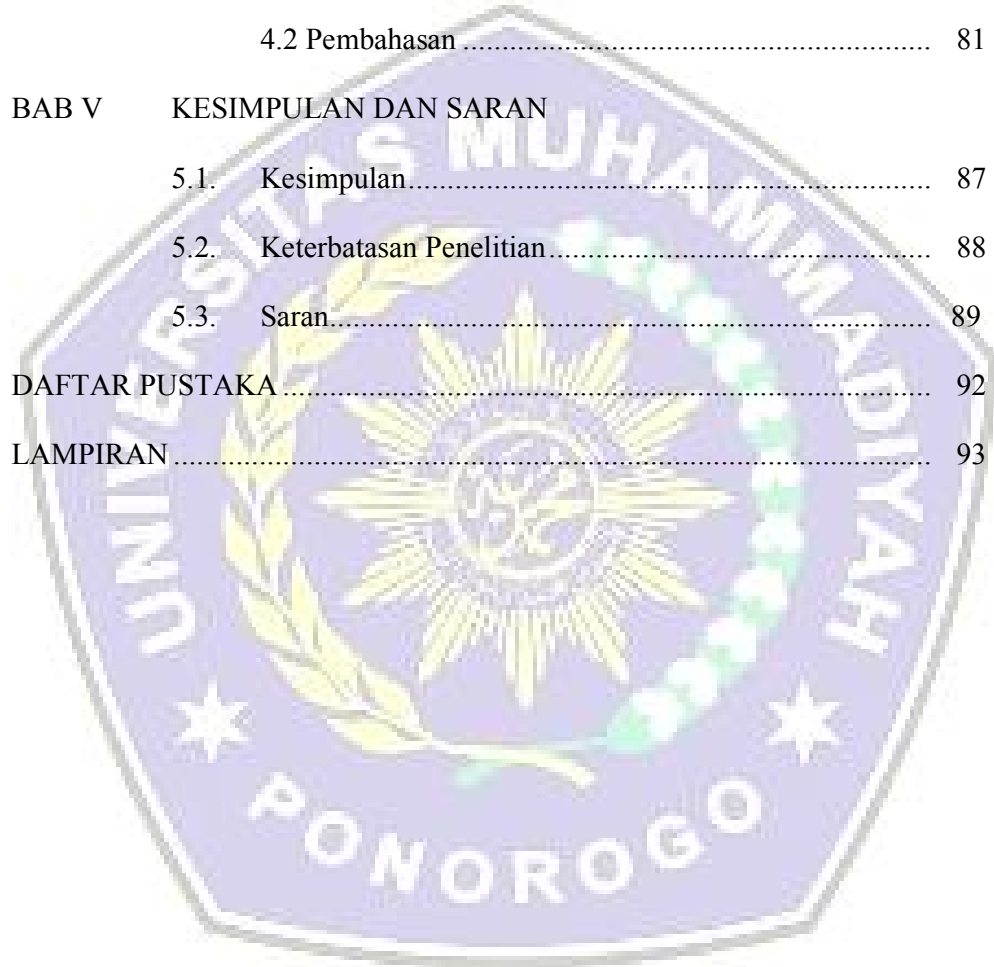 4.2 Pembahasan ................................................................ 81
BAB V KESIMPULAN DAN SARAN
5.1. Kesimpulan........................................................................ 87
5.2. Keterbatasan Penelitian..................................................... 88
5.3. Saran................................................................................... 89
DAFTAR PUSTAKA ......................................................................................... 92
LAMPIRAN ....................................................................................................... 93
UNIVERSITAS MUHAMMADIYAH
PONOROGO